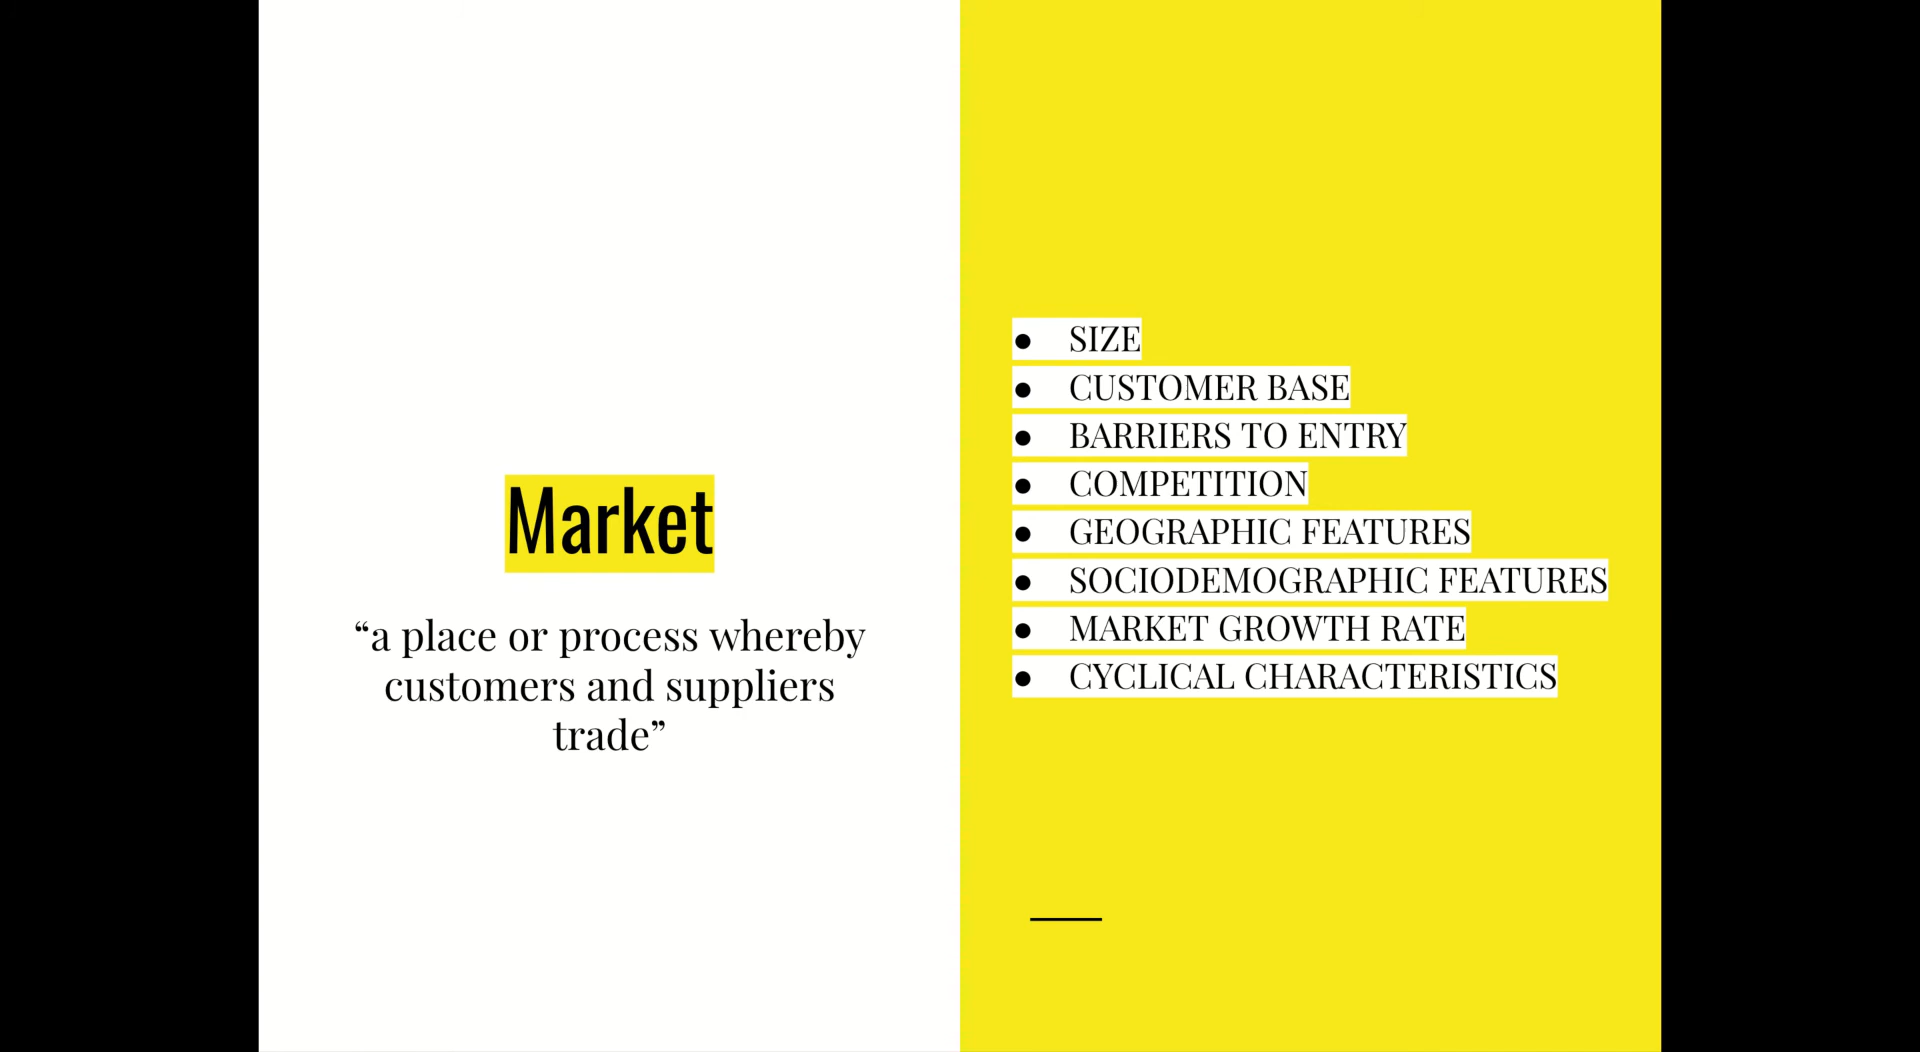 Market
“a place or process whereby
customers and suppliers
trade”
● SIZE
● CUSTOMER BASE
● BARRIERS TO ENTRY
● COMPETITION
● GEOGRAPHIC FEATURES
● SOCIODEMOGRAPHIC FEATURES
● MARKET GROWTH RATE
● CYCLICAL CHARACTERISTICS